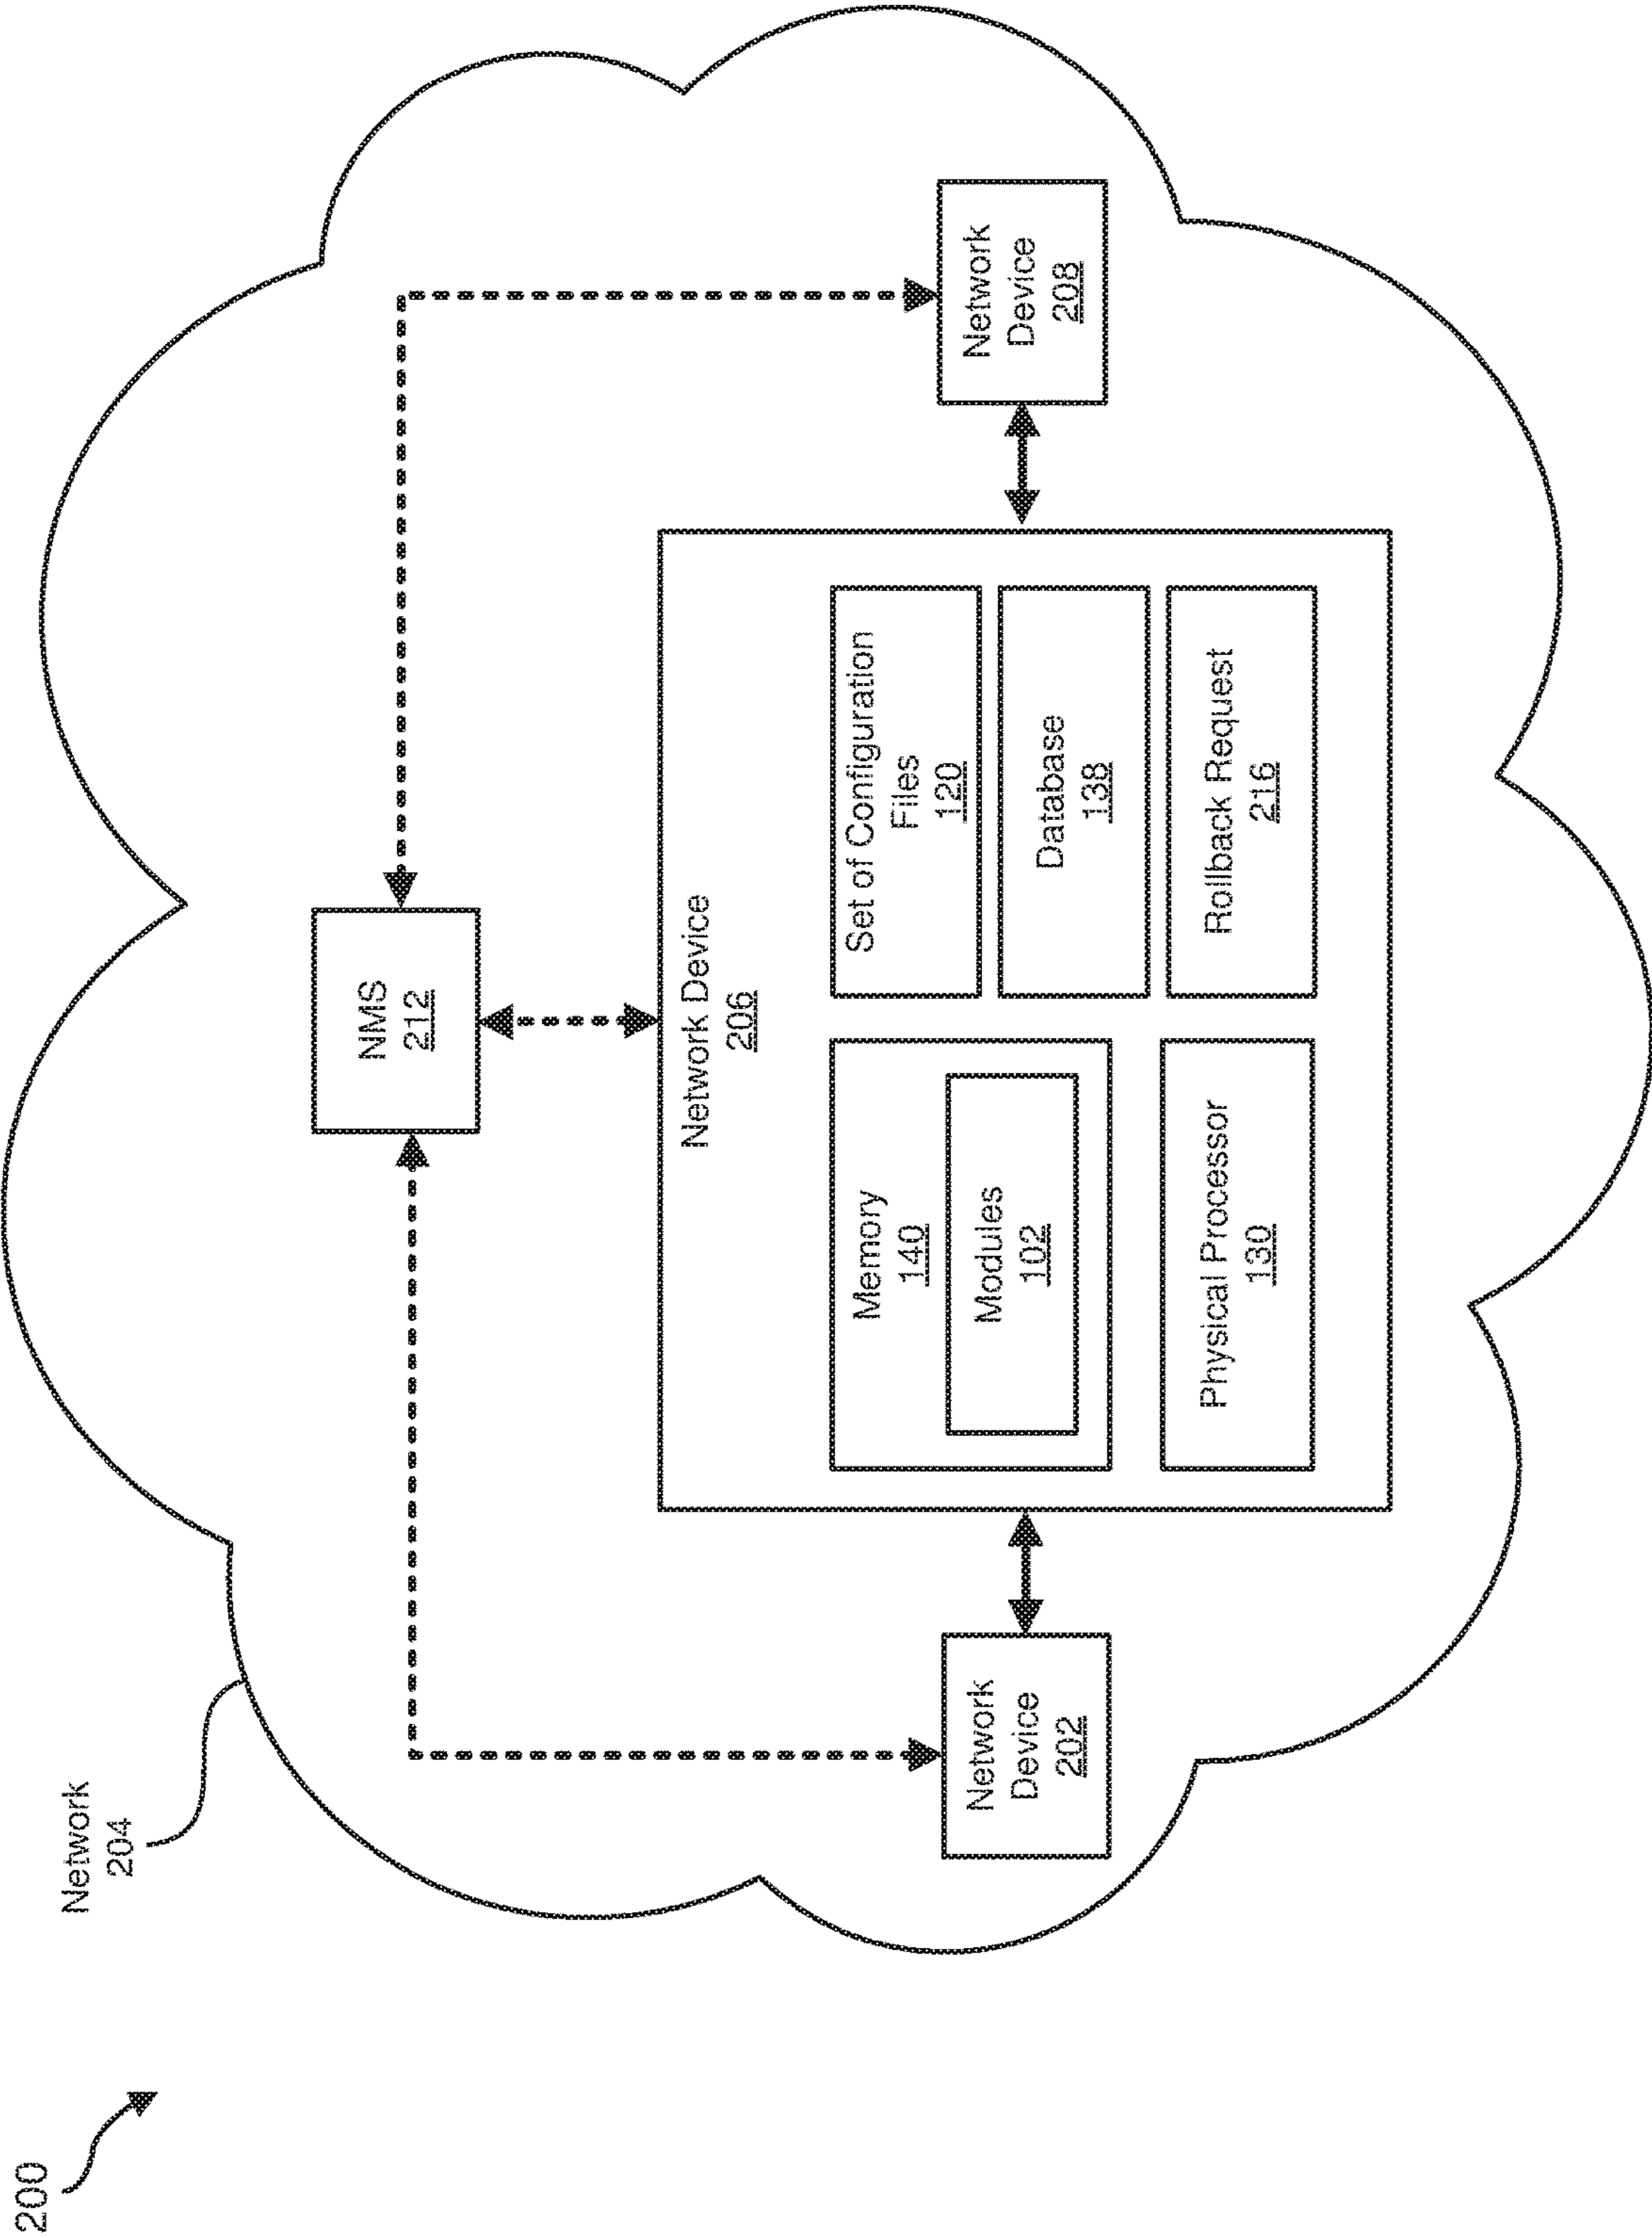 200
Network
204
NMS
212
Network Device
206
Memory
140
Modules
102
Physical Processor
130
Set of Configuration
Files
120
Database
138
Rollback Request
216
Network
Device
202
Network
Device
208